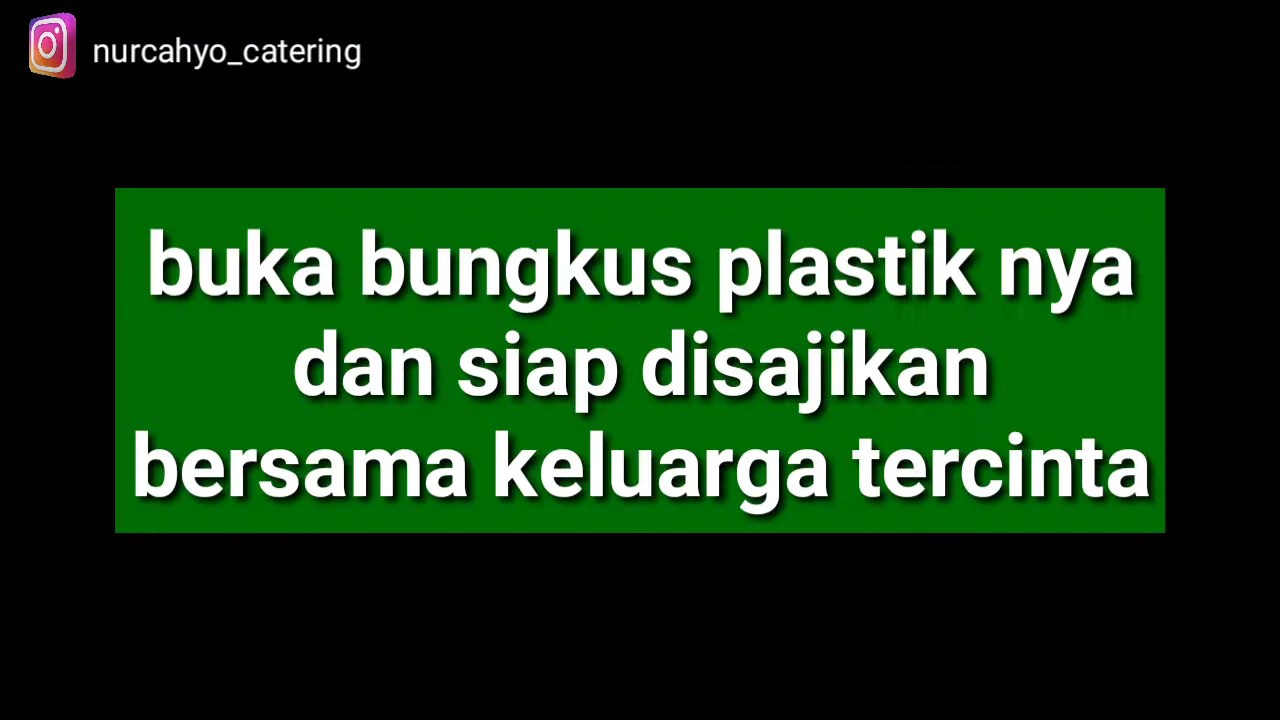 nurcahyo_catering
buka bungkus plastik nya
dan siap disajikan
bersama keluarga tercinta